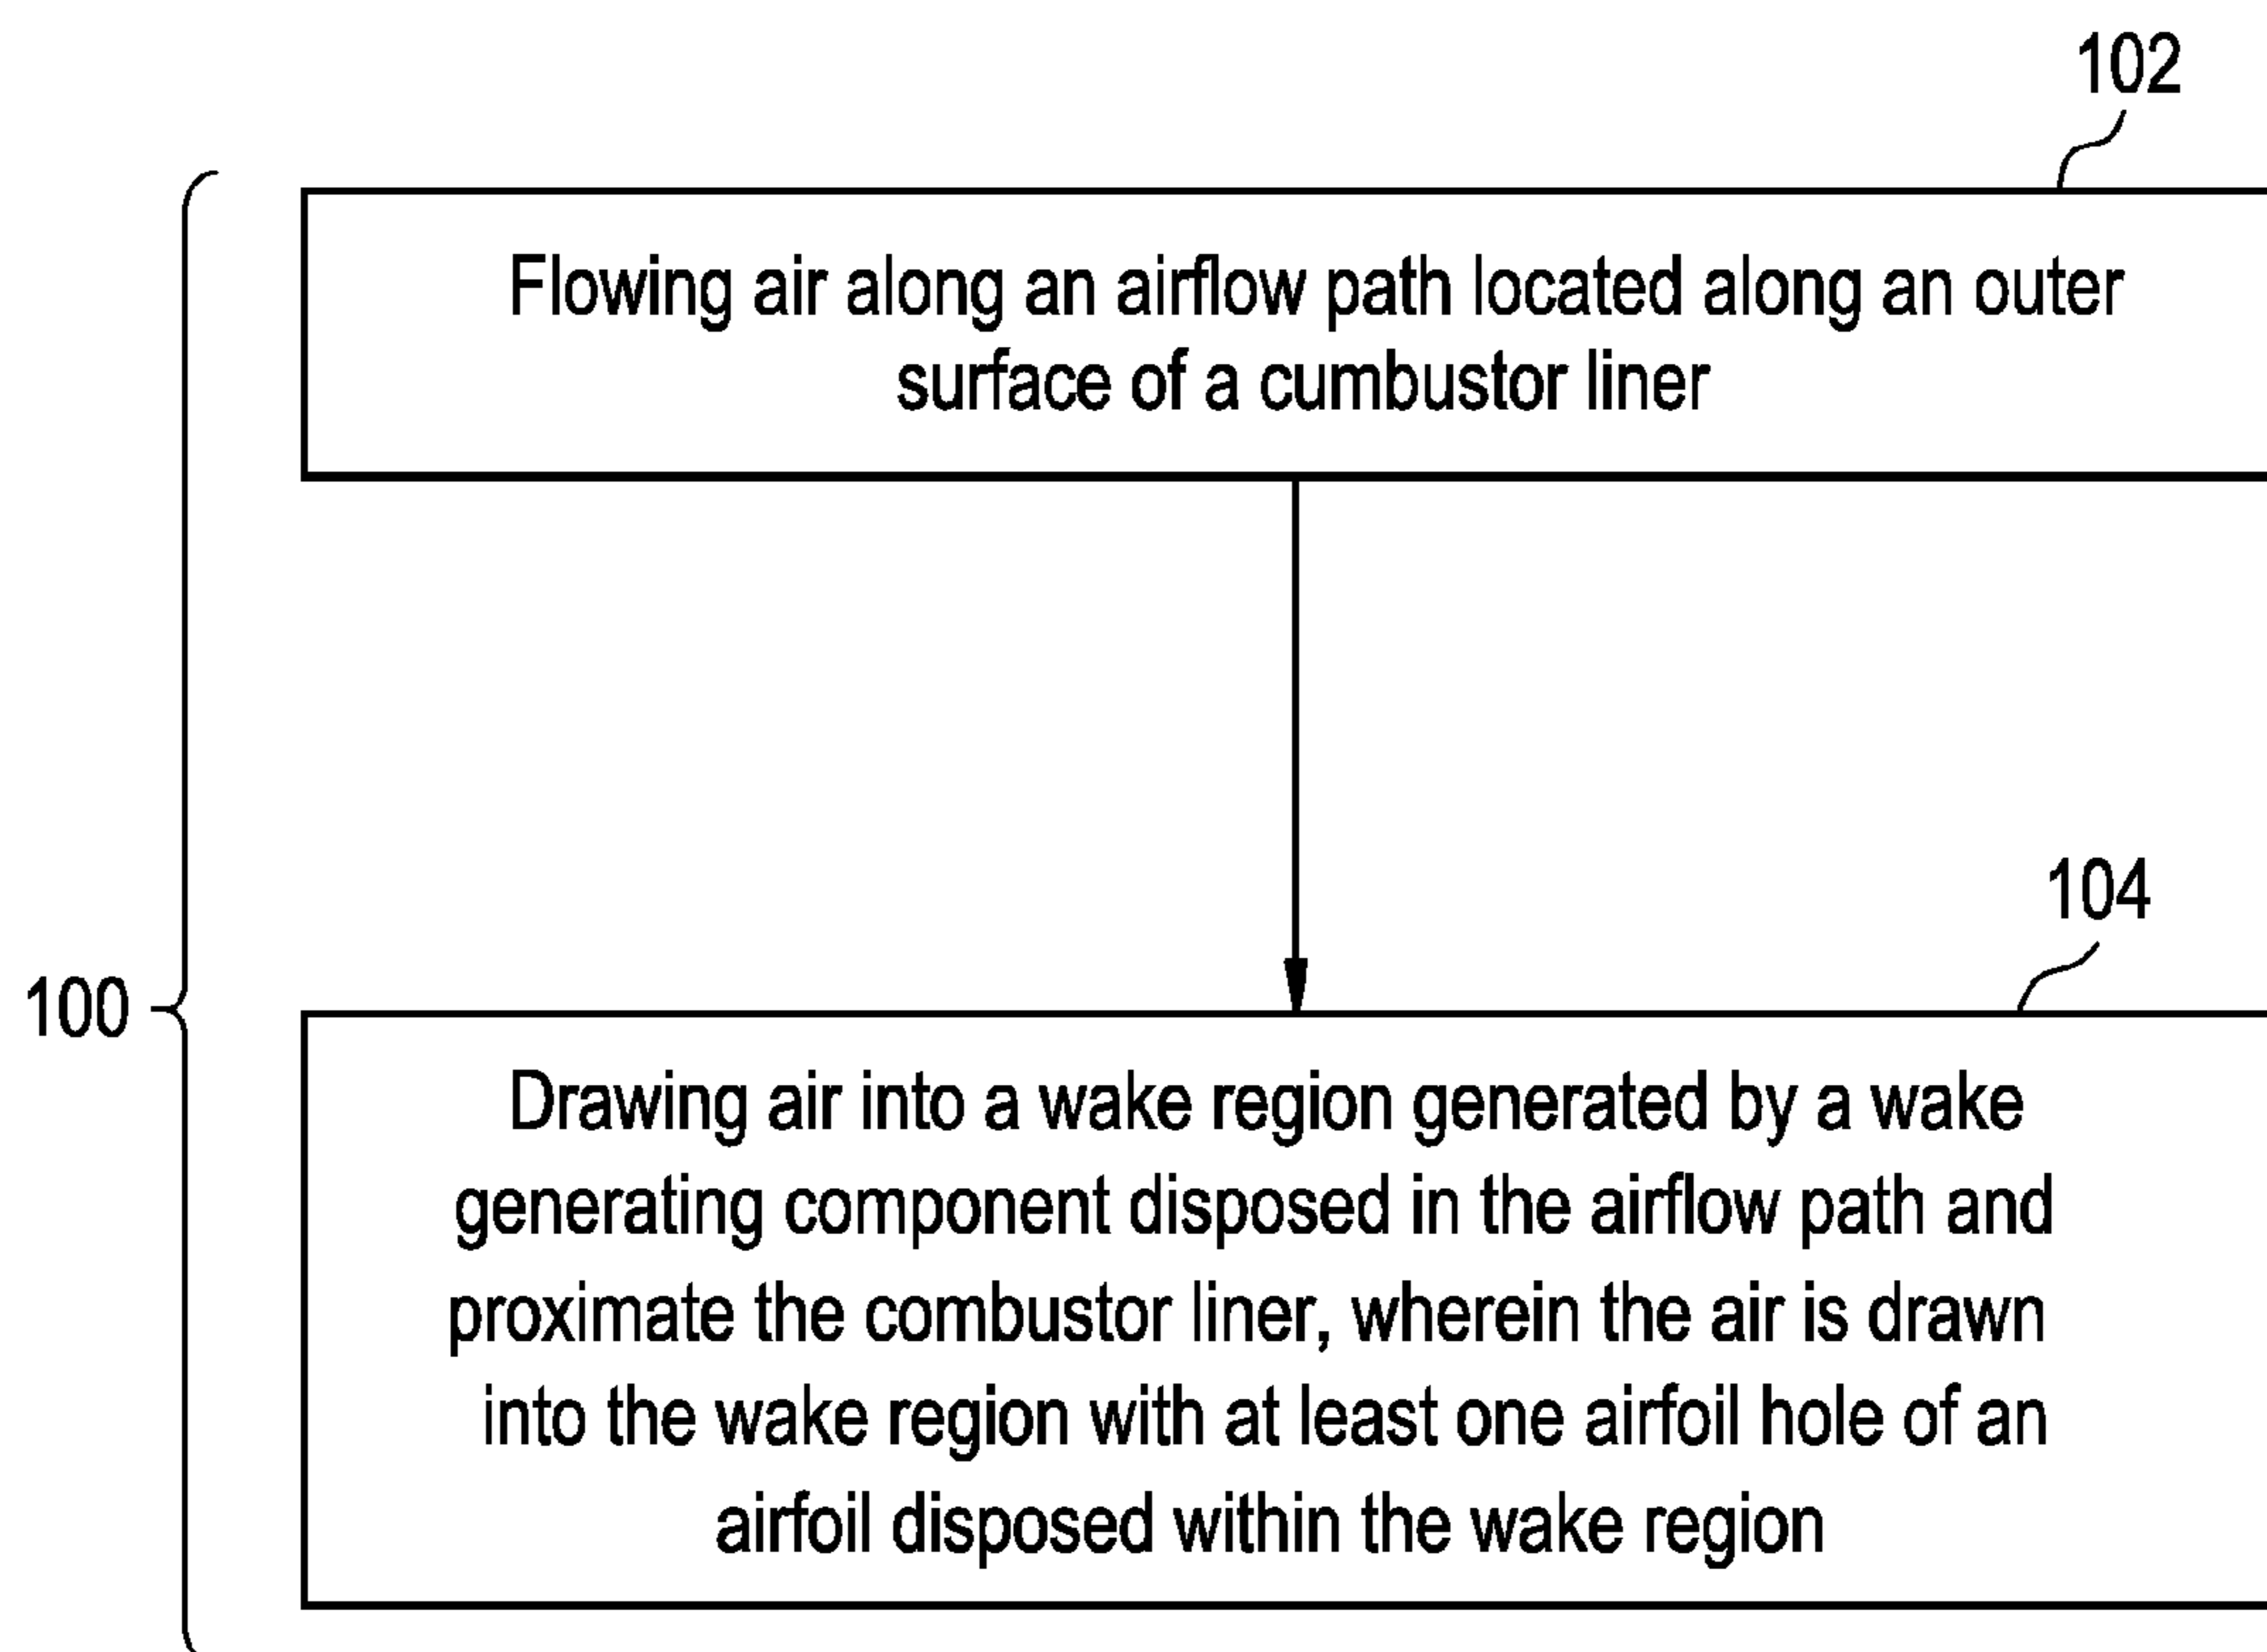 102
Flowing air along an airflow path located along an outer
surface of a cumbustor liner
104
100
Drawing air into a wake region generated by a wake
generating component disposed in the airflow path and
proximate the combustor liner, wherein the air is drawn
into the wake region with at least one airfoil hole of an
airfoil disposed within the wake region